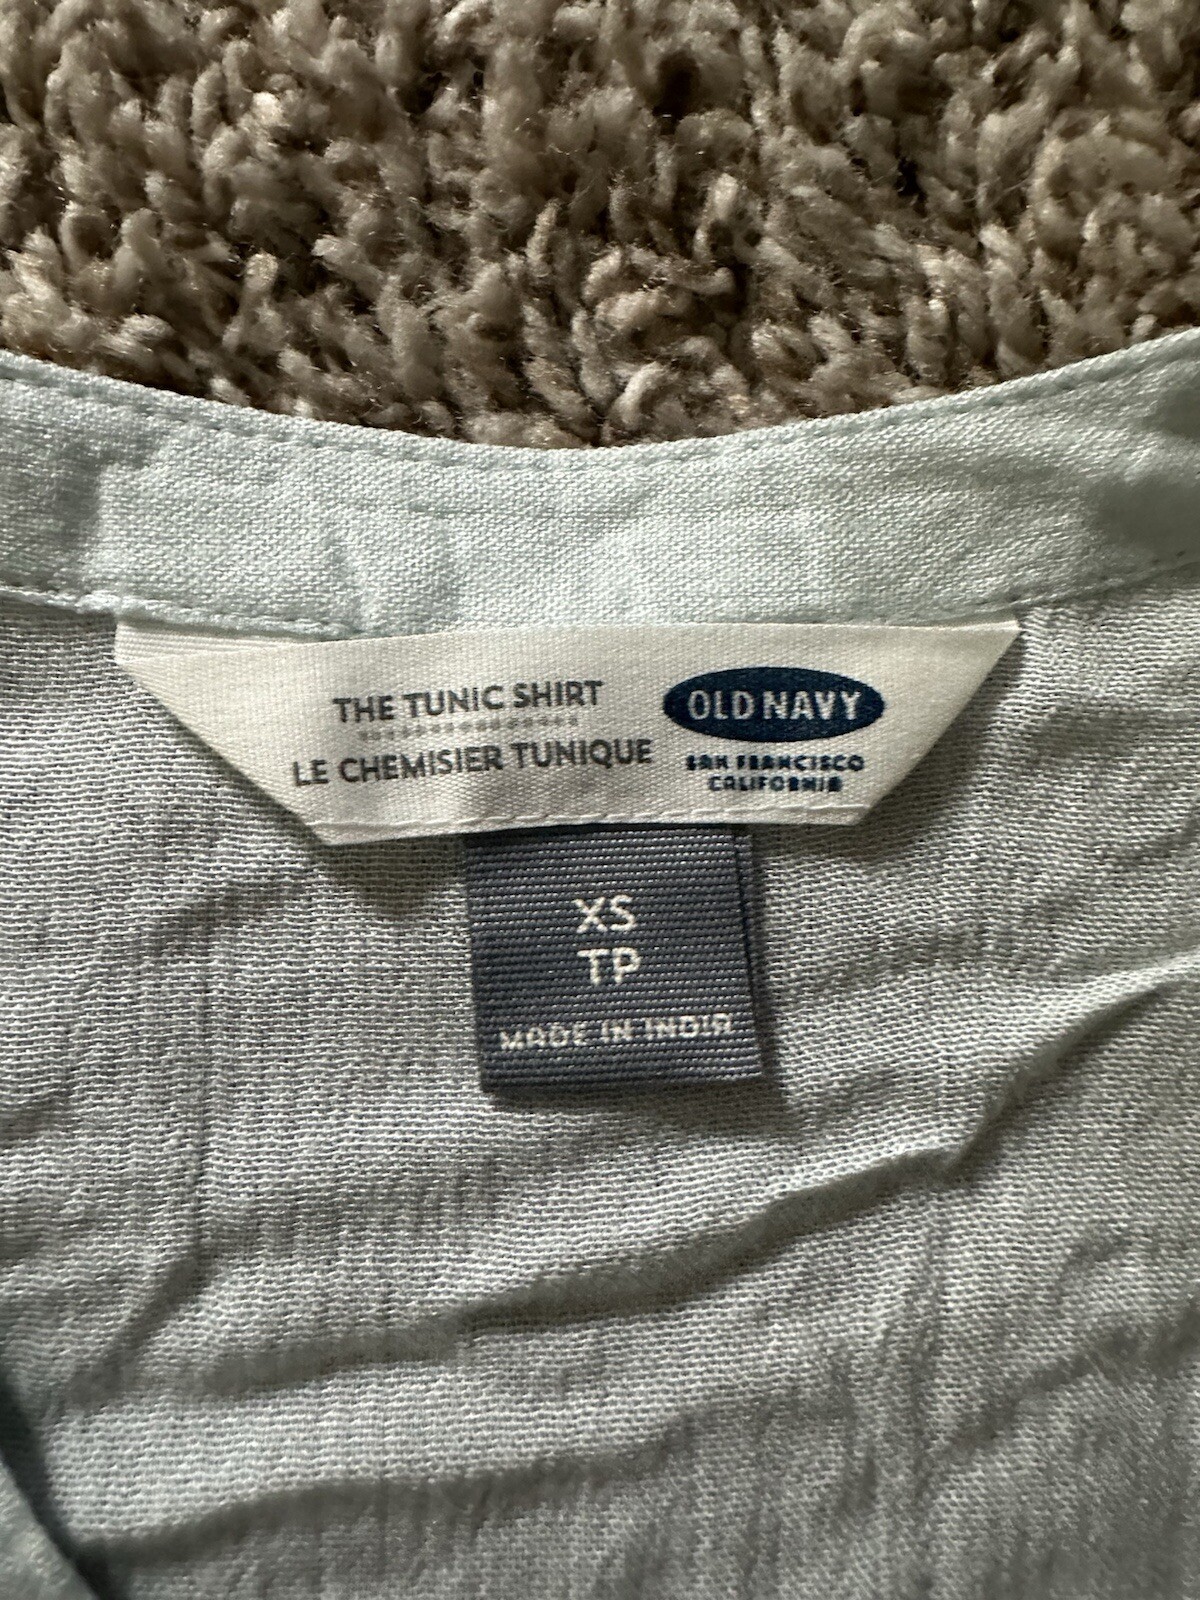 THE TUNIC SHIRT
LE CHEMISIER TUNIQUE
OLD NAVY
SAN FRANCISCO
CALIFORNIA
XS
TP
MADE IN INDIA